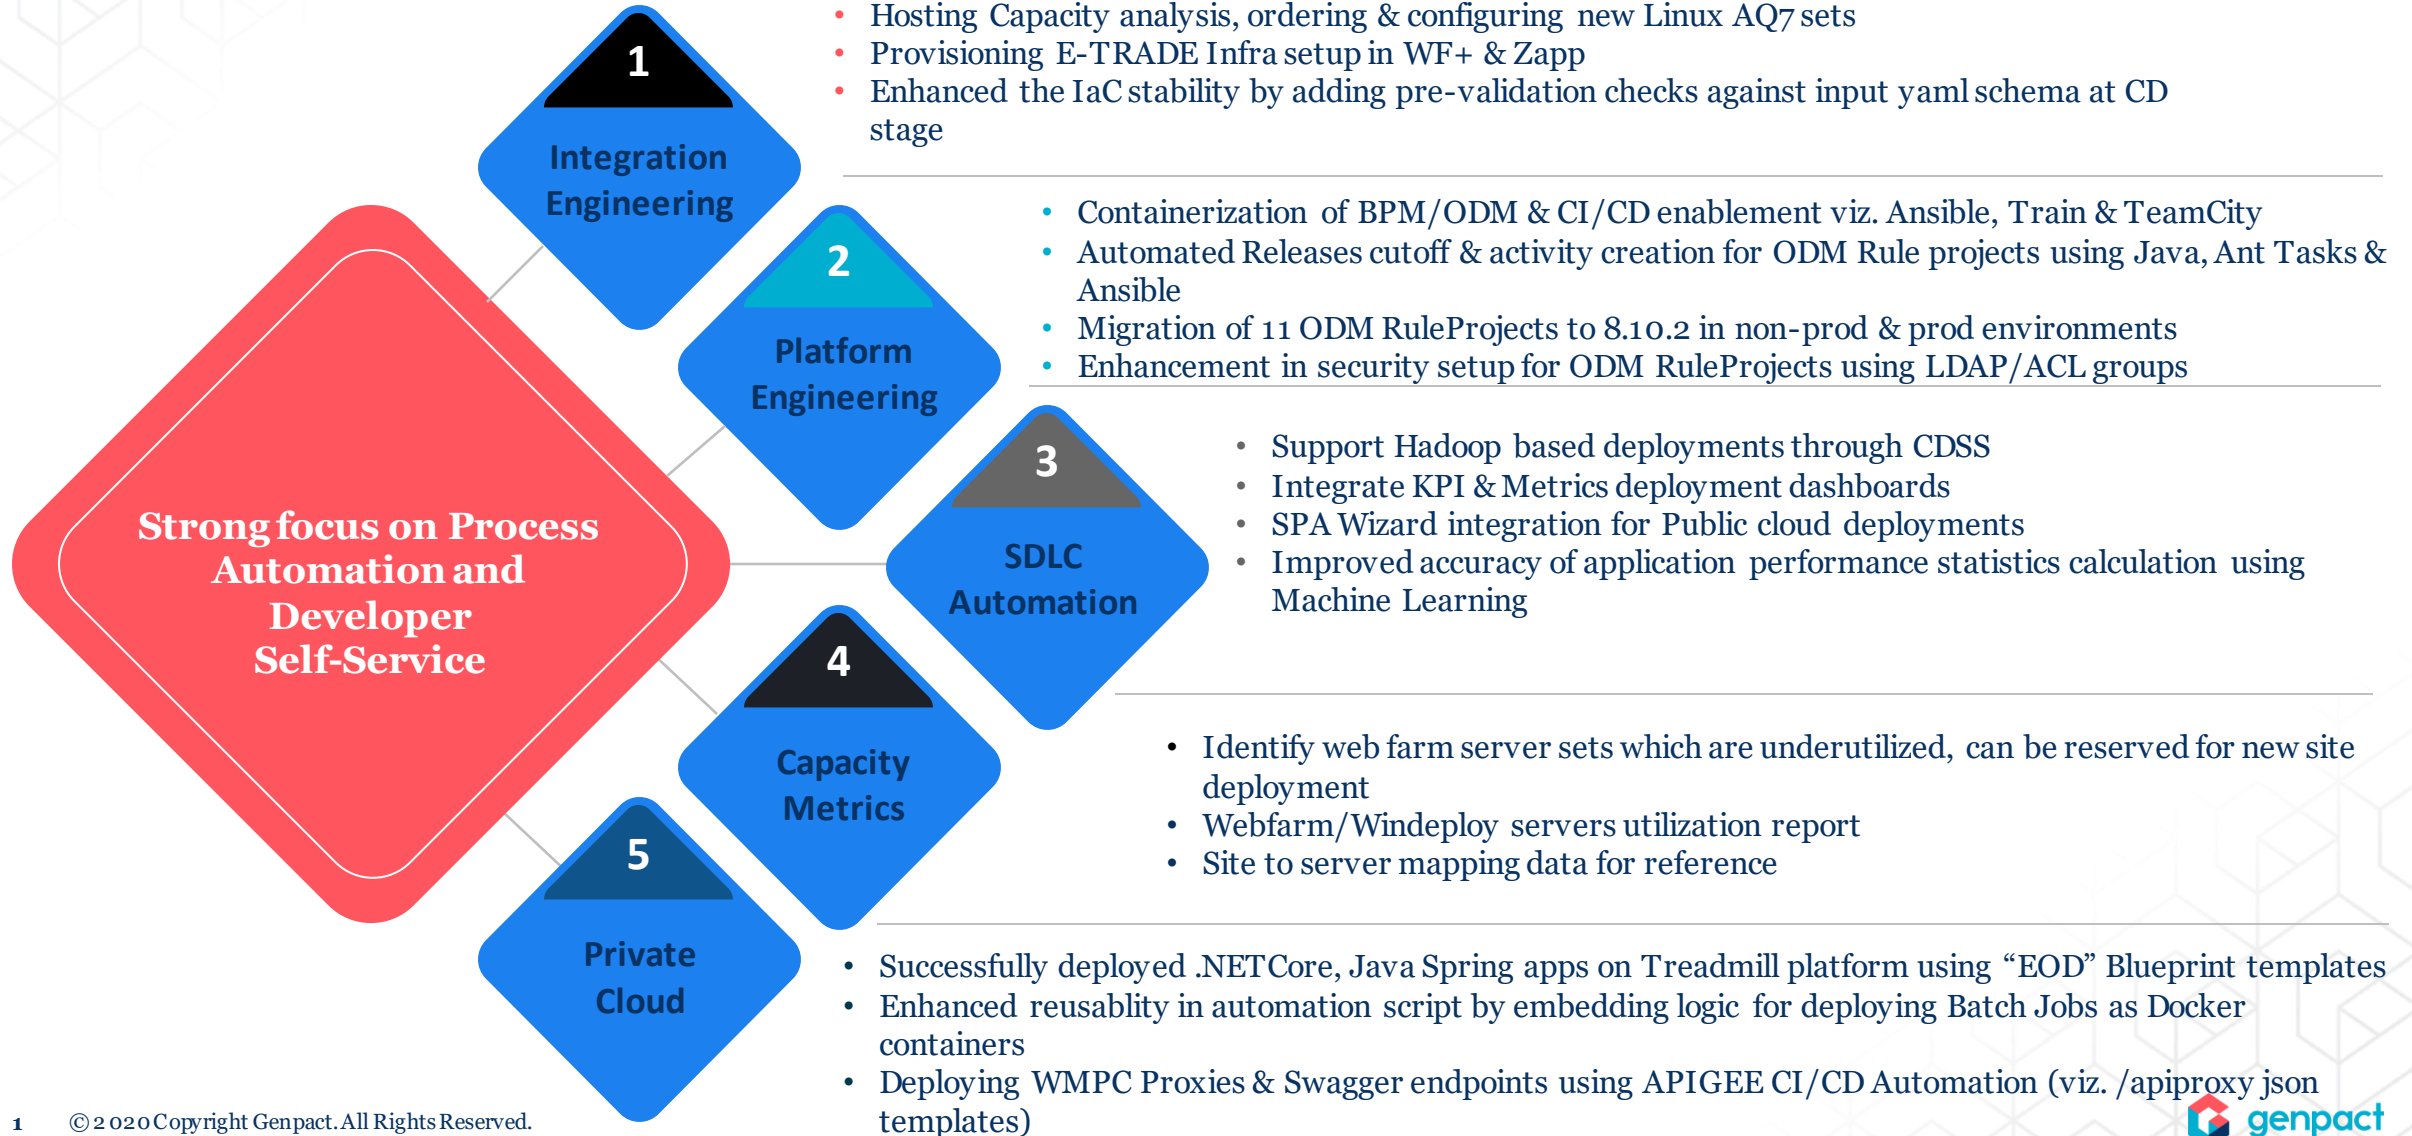 Strong focus on Process
Automation and
Developer
Self-Service
1
Integration
Engineering
• Hosting Capacity analysis, ordering & configuring new Linux AQ7 sets
• Provisioning E-TRADE Infra setup in WF+ & Zapp
• Enhanced the IaC stability by adding pre-validation checks against input yaml schema at CD
stage
2
Platform
Engineering
• Containerization of BPM/ODM & CI/CD enablement viz. Ansible, Train & TeamCity
• Automated Releases cutoff & activity creation for ODM Rule projects using Java, Ant Tasks &
Ansible
• Migration of 11 ODM RuleProjects to 8.10.2 in non-prod & prod environments
• Enhancement in security setup for ODM RuleProjects using LDAP/ACL groups
3
SDLC
Automation
• Support Hadoop based deployments through CDSS
• Integrate KPI & Metrics deployment dashboards
• SPA Wizard integration for Public cloud deployments
• Improved accuracy of application performance statistics calculation using
Machine Learning
4
Capacity
Metrics
• Identify web farm server sets which are underutilized, can be reserved for new site
deployment
• Webfarm/Windeploy servers utilization report
• Site to server mapping data for reference
5
Private
Cloud
• Successfully deployed .NETCore, Java Spring apps on Treadmill platform using “EOD” Blueprint templates
• Enhanced reusablity in automation script by embedding logic for deploying Batch Jobs as Docker
containers
• Deploying WMPC Proxies & Swagger endpoints using APIGEE CI/CD Automation (viz. /apiproxy json
templates)
1 © 2020 Copyright Genpact. All Rights Reserved.
genpact